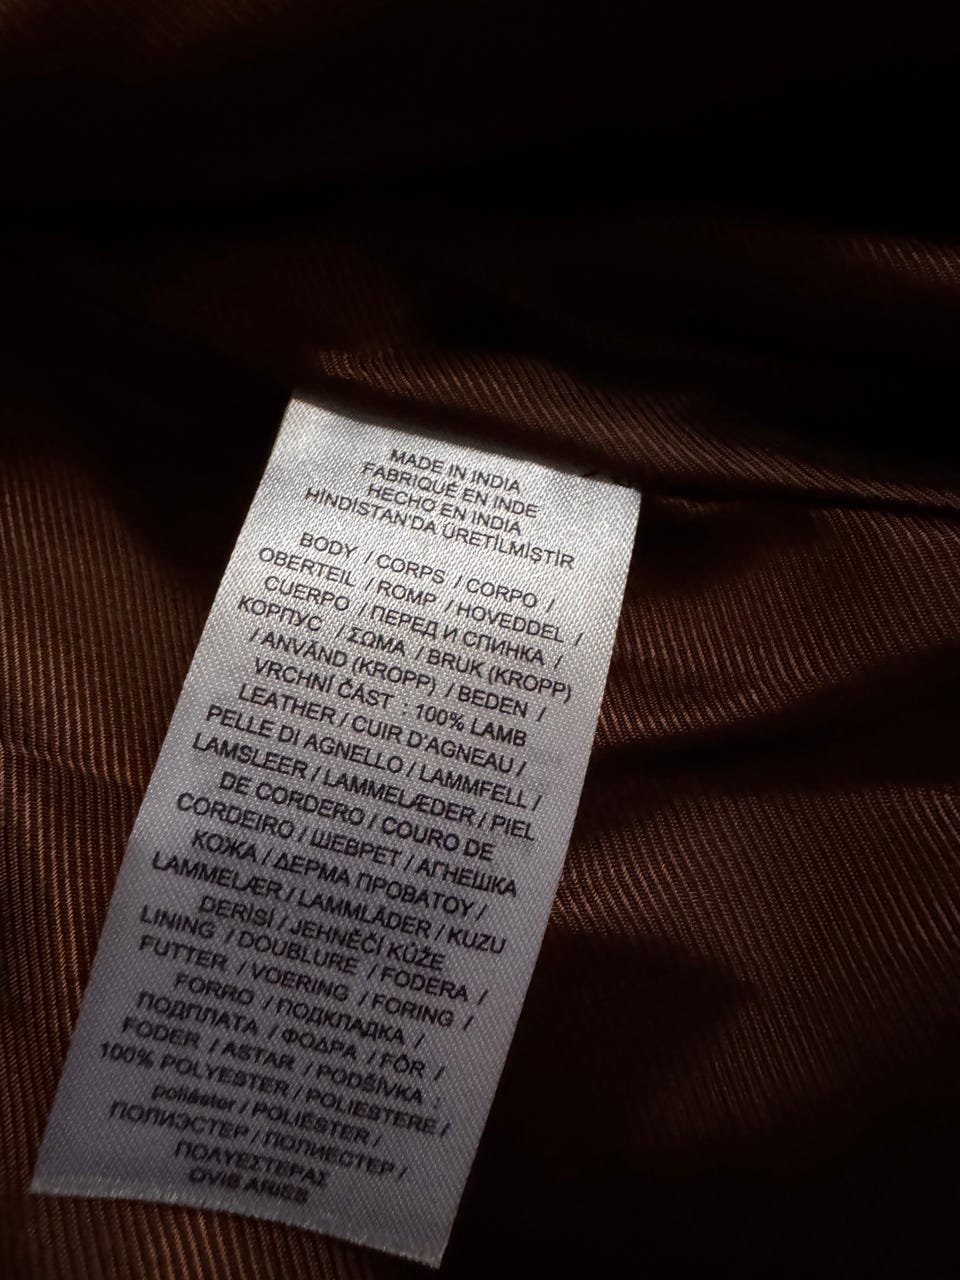 MADE IN INDIA
FABRIQUÉ EN INDE
HECHO EN INDIA
HINDISTAN'DA ÜRETİLMİŞTİR
BODY / CORPS / CORPO /
OBERTEIL / ROMP / HOVEDDEL /
CUERPO / ПЕРЕД И СПИНКА /
КОРПУС / ΣΩΜΑ / BRUK (KROPP)
/ ANVÄND (KROPP) / BEDEN /
VRCHNÍ ČÁST : 100% LAMB
LEATHER / CUIR D'AGNEAU /
PELLE DI AGNELLO / LAMMFELL /
LAMSLEER / LAMMELÆDER / PIEL
DE CORDERO / COURO DE
CORDEIRO / ШЕВРЕТ / АГНЕШКА
КОЖА / ΔΕΡΜΑ ΠΡΟΒΑΤΟΥ /
LAMMELÆR / LAMMLÄDER / KUZU
DERİSİ / JEHNĚČÍ KŮŽE
LINING / DOUBLURE / FODERA /
FUTTER / VOERING / FORING /
FORRO / ПОДКЛАДКА /
ПОДПЛАТА / ΦΟΔΡΑ / FÔR /
FODER / ASTAR / PODŠÍVKA :
100% POLYESTER / POLIESTERE /
poliéster / POLIÉSTER /
ПОЛИЭСТЕР / ПОЛИЕСТЕР /
ΠΟΛΥΕΣΤΕΡΑΣ
OVIS ARIES